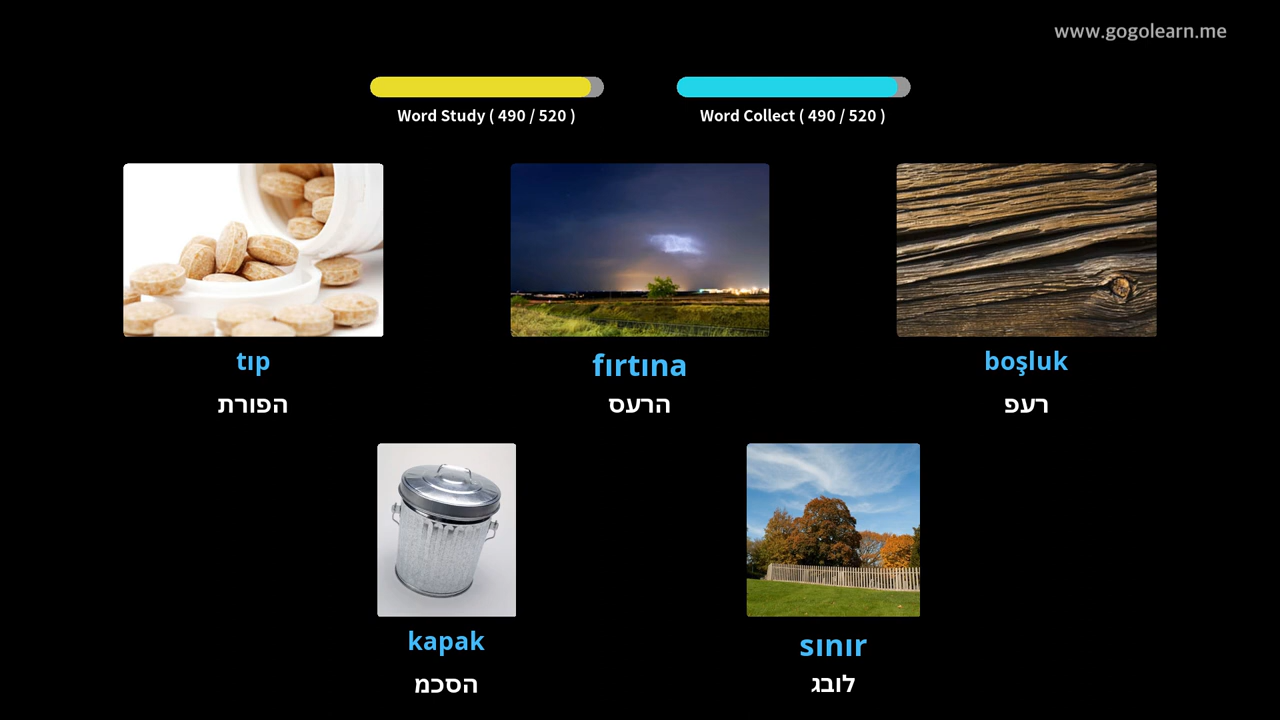 www.gogolearn.me
Word Study ( 490 / 520 )
Word Collect ( 490 / 520 )
tıp
הפורת
fırtına
הרעס
boşluk
רעפ
kapak
הסכמ
sınır
לובג